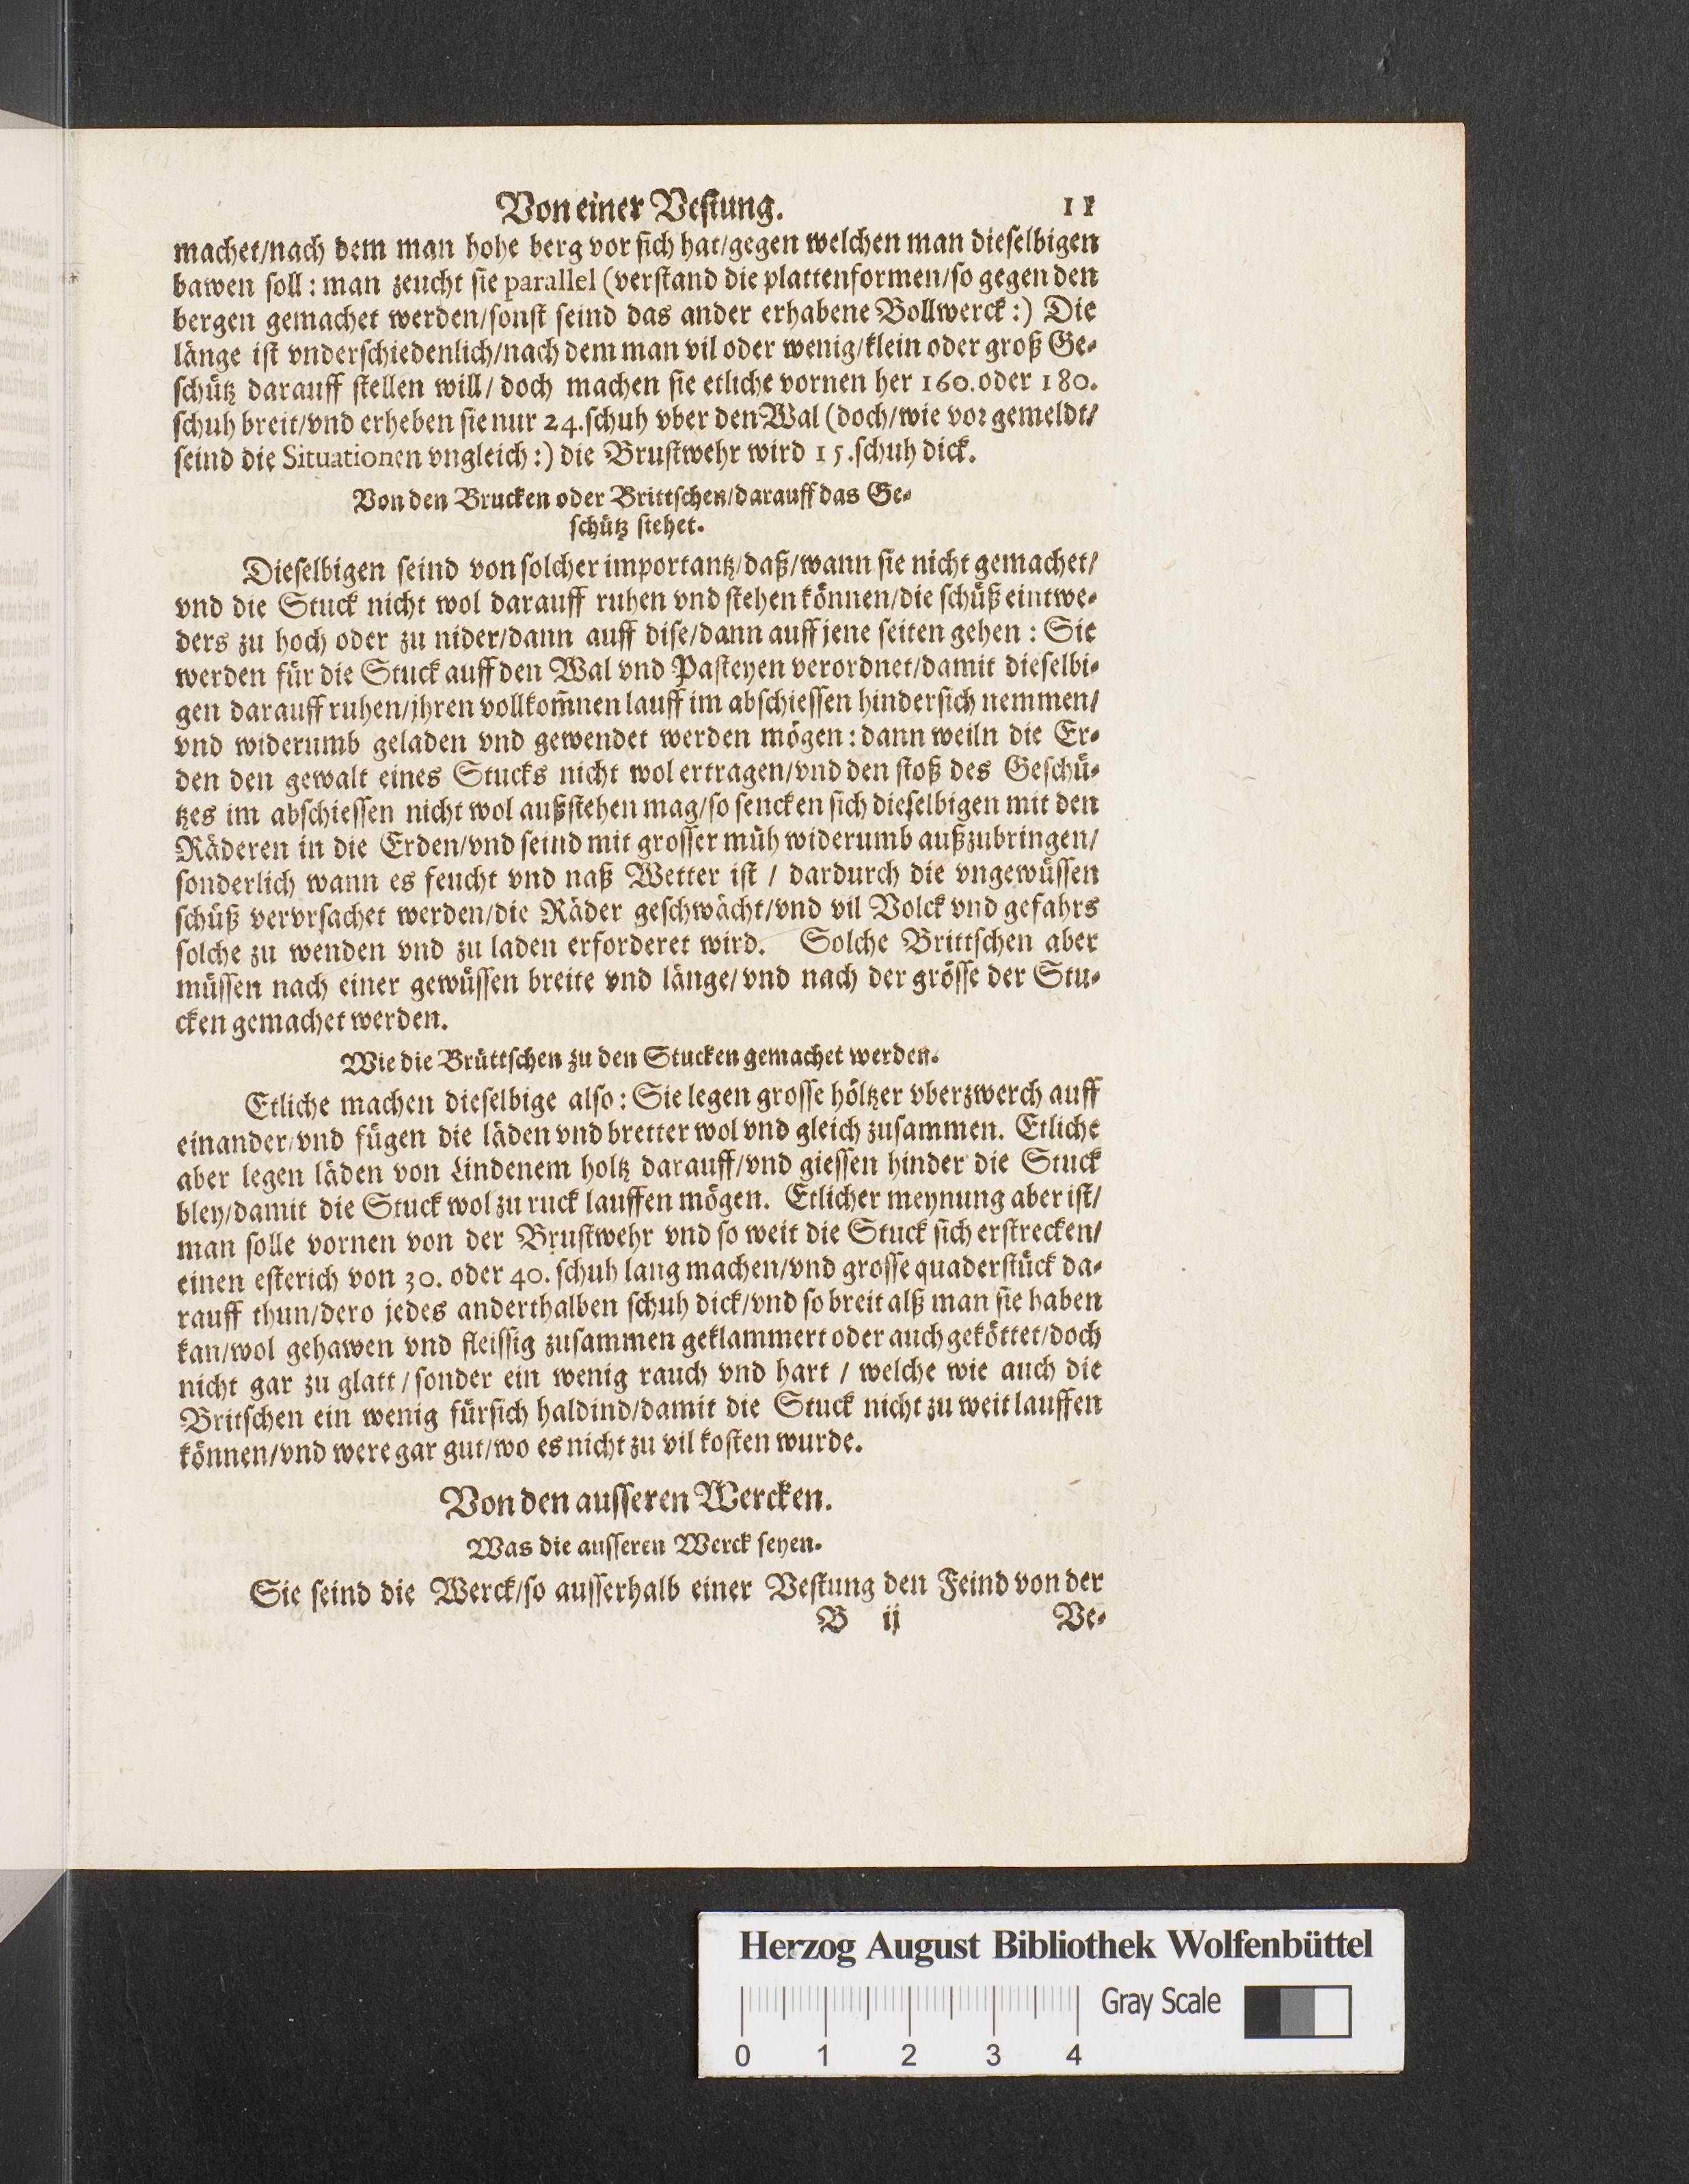 Von einer Vestung. 11
machet/nach dem man hohe berg vor sich hat/gegen welchen man dieselbigen
bawen soll: man zeucht sie parallel (verstand die plattenformen/so gegen den
bergen gemachet werden/sonst seind das ander erhabene Bollwerck:) Die
länge ist vnderschiedenlich/nach dem man vil oder wenig/klein oder groß Ge-
schütz darauff stellen will/ doch machen sie etliche vornen her 160. oder 180.
schuh breit/vnd erheben sie nur 24. schuh vber den Wal (doch/wie vor gemeldt/
seind die Situationen vngleich:) die Brustwehr wird 15. schuh dick.
Von den Brucken oder Brittschen/darauff das Ge-
schütz stehet.
Dieselbigen seind von solcher importantz/daß/wann sie nicht gemachet/
vnd die Stuck nicht wol darauff ruhen vnd stehen können/die schüß eintwe-
ders zu hoch oder zu nider/dann auff dise/dann auff jene seiten gehen: Sie
werden für die Stuck auff den Wal vnd Pasteyen verordnet/damit dieselbi-
gen darauff ruhen/jhren vollkom̃nen lauff im abschiessen hindersich nemmen/
vnd widerumb geladen vnd gewendet werden mögen: dann weiln die Er-
den den gewalt eines Stucks nicht wol ertragen/vnd den stoß des Geschü-
tzes im abschiessen nicht wol außstehen mag/so sencken sich dieselbigen mit den
Räderen in die Erden/vnd seind mit grosser müh widerumb außzubringen/
sonderlich wann es feucht vnd naß Wetter ist / dardurch die vngewüssen
schüß vervrsachet werden/die Räder geschwächt/vnd vil Volck vnd gefahrs
solche zu wenden vnd zu laden erforderet wird. Solche Brittschen aber
müssen nach einer gewüssen breite vnd länge/vnd nach der grösse der Stu-
cken gemachet werden.
Wie die Brüttschen zu den Stucken gemachet werden.
Etliche machen dieselbige also: Sie legen grosse höltzer vberzwerch auff
einander/vnd fügen die läden vnd bretter wol vnd gleich zusammen. Etliche
aber legen läden von Lindenem holtz darauff/vnd giessen hinder die Stuck
bley/damit die Stuck wol zu ruck lauffen mögen. Etlicher meynung aber ist/
man solle vornen von der Brustwehr vnd so weit die Stuck sich erstrecken/
einen esterich von 30. oder 40. schuh lang machen/vnd grosse quaderstück da-
rauff thun/dero jedes anderthalben schuh dick/vnd so breit alß man sie haben
kan/wol gehawen vnd fleissig zusammen geklammert oder auch geköttet/doch
nicht gar zu glatt/sonder ein wenig rauch vnd hart / welche wie auch die
Britschen ein wenig fürsich haldind/damit die Stuck nicht zu weit lauffen
können/vnd were gar gut/wo es nicht zu vil kosten wurde.
Von den ausseren Wercken.
Was die ausseren Werck seyen.
Sie seind die Werck/so ausserhalb einer Vestung den Feind von der
B ij Ve-
Herzog August Bibliothek Wolfenbüttel
Gray Scale
0 1 2 3 4